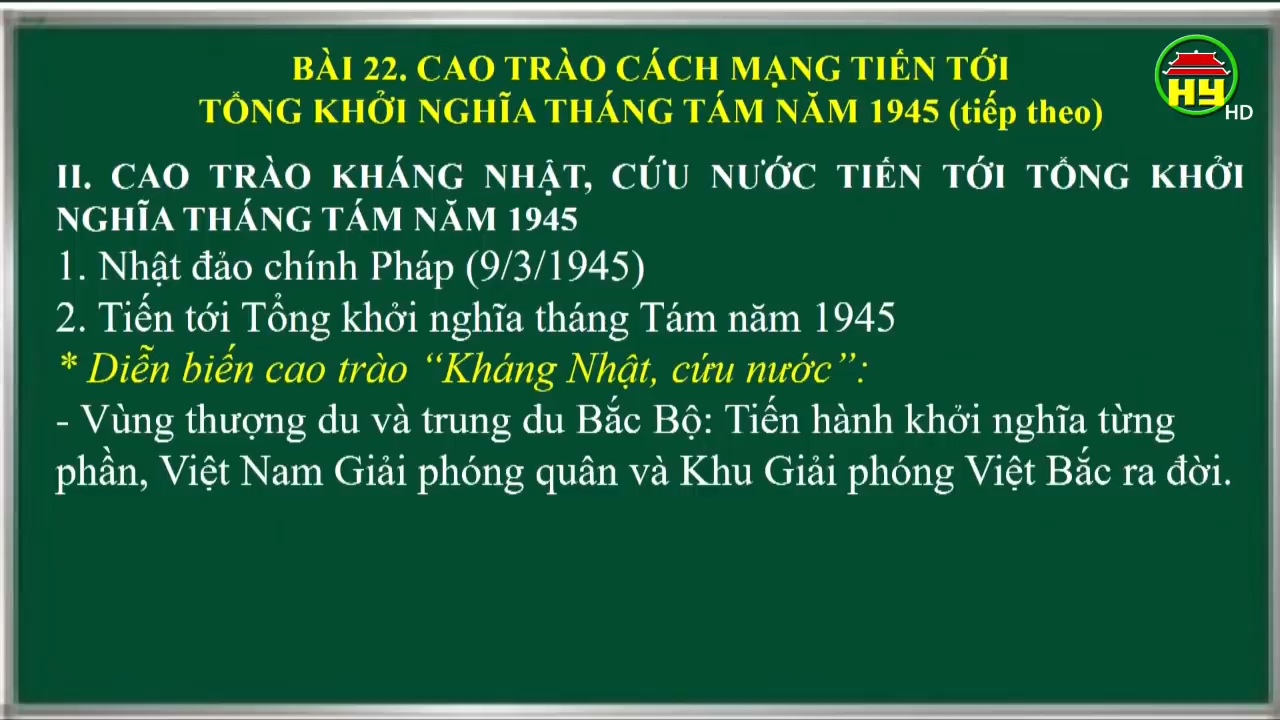 BÀI 22. CAO TRÀO CÁCH MẠNG TIẾN TỚI
TỔNG KHỞI NGHĨA THÁNG TÁM NĂM 1945 (tiếp theo)
HY
HD
II. CAO TRÀO KHÁNG NHẬT, CỨU NƯỚC TIẾN TỚI TỔNG KHỞI
NGHĨA THÁNG TÁM NĂM 1945
1. Nhật đảo chính Pháp (9/3/1945)
2. Tiến tới Tổng khởi nghĩa tháng Tám năm 1945
* Diễn biến cao trào “Kháng Nhật, cứu nước”:
- Vùng thượng du và trung du Bắc Bộ: Tiến hành khởi nghĩa từng
phần, Việt Nam Giải phóng quân và Khu Giải phóng Việt Bắc ra đời.